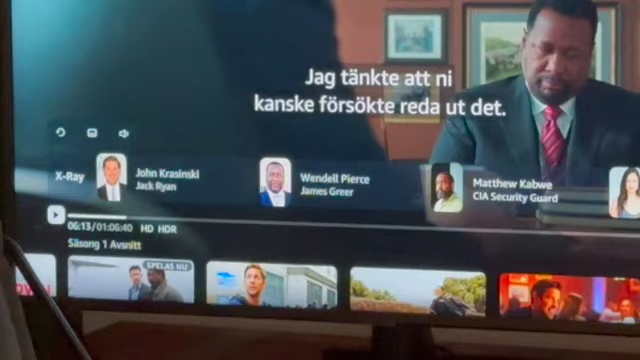 Jag tänkte att ni
kanske försökte reda ut det.
X-Ray
John Krasinski
Jack Ryan
Wendell Pierce
James Greer
Matthew Kabwe
CIA Security Guard
06:13/01:06:40 HD HDR
Säsong 1 Avsnitt
SPELAS NU